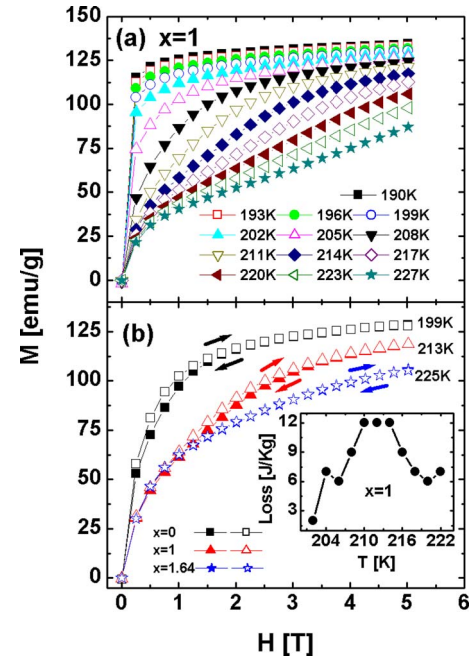 (a) x=1
150
125
100
75
50
25
0
190K
193K 196K 199K
202K 205K 208K
211K 214K 217K
220K 223K 227K
M [emu/g]
(b)
199K
213K
225K
125
100
75
50
25
0
x=0
x=1
x=1.64
Loss [J/Kg]
12
9
6
3
x=1
204 210 216 222
T [K]
0 1 2 3 4 5 6
H [T]